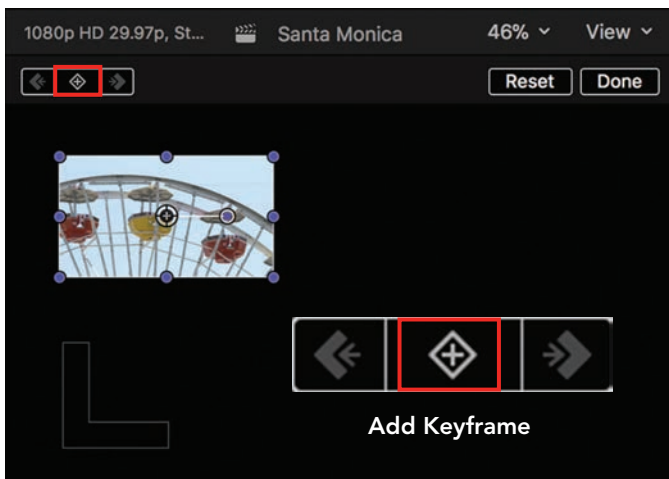 1080p HD 29.97p, St... Santa Monica 46% View
Reset Done
Add Keyframe